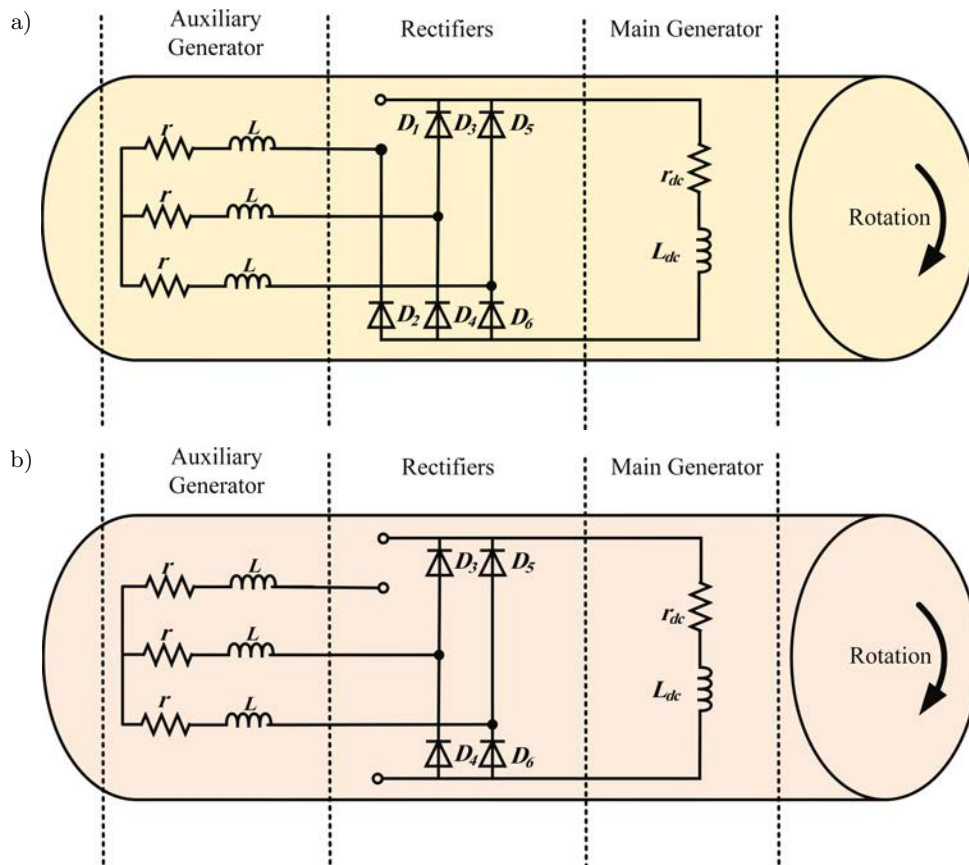 a)
Auxiliary
Generator
Rectifiers
Main Generator
r
L
D1 D3 D5
r
L
rdc
Ldc
Rotation
r
L
D2 D4 D6
b)
Auxiliary
Generator
Rectifiers
Main Generator
r
L
D3 D5
r
L
rdc
Ldc
Rotation
r
L
D4 D6